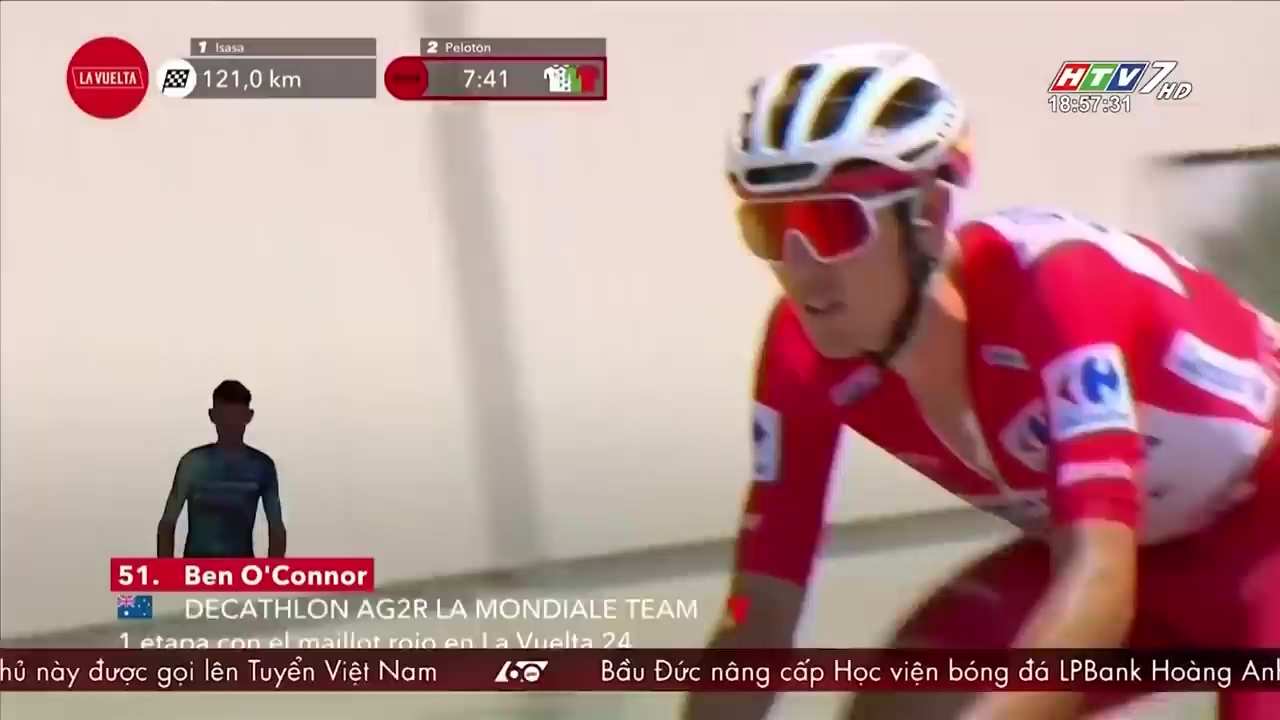 LA VUELTA
1 Isasa
121,0 km
2 Peloton
7:41
HTV7 HD
18:57:31
51. Ben O'Connor
DECATHLON AG2R LA MONDIALE TEAM
1 etapa con el maillot rojo en La Vuelta 24
hủ này được gọi lên Tuyển Việt Nam
Bầu Đức nâng cấp Học viện bóng đá LPBank Hoàng Anh